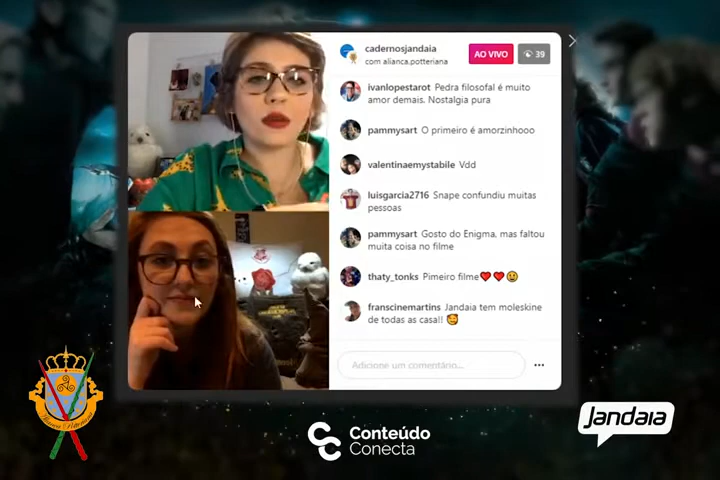 cadernosjandaia
com alianca.potteriana
AO VIVO
39
ivanlopestarot Pedra filosofal é muito
amor demais. Nostalgia pura
pammysart O primeiro é amorzinhooo
valentinaemystabile Vdd
luisgarcia2716 Snape confundiu muitas
pessoas
pammysart Gosto do Enigma, mas faltou
muita coisa no filme
thaty_tonks Pimeiro filme
franscinemartins Jandaia tem moleskine
de todas as casa!!
Adicione um comentário...
Conteúdo
Conecta
Jandaia